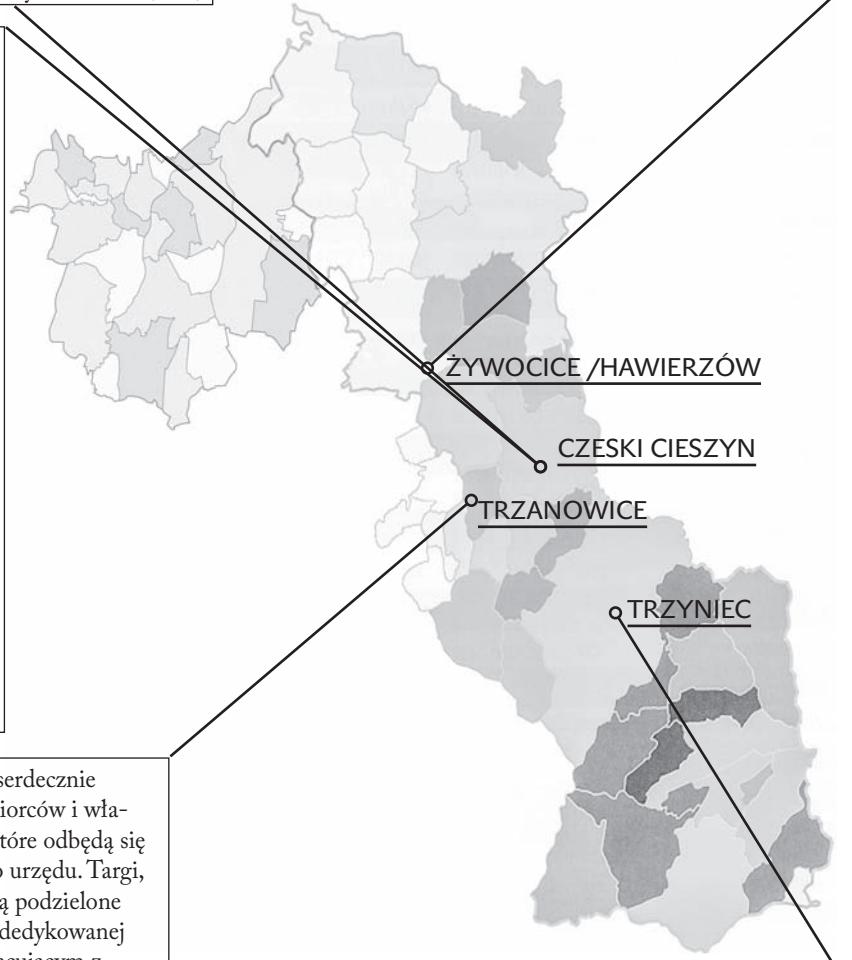 ŻYWOCICE /HAWIERZÓW
CZESKI CIESZYN
TRZANOWICE
TRZYNIEC
serdecznie
iorców i wła-
tóre odbędą się
o urzędu. Targi,
ą podzielone
dedykowanej